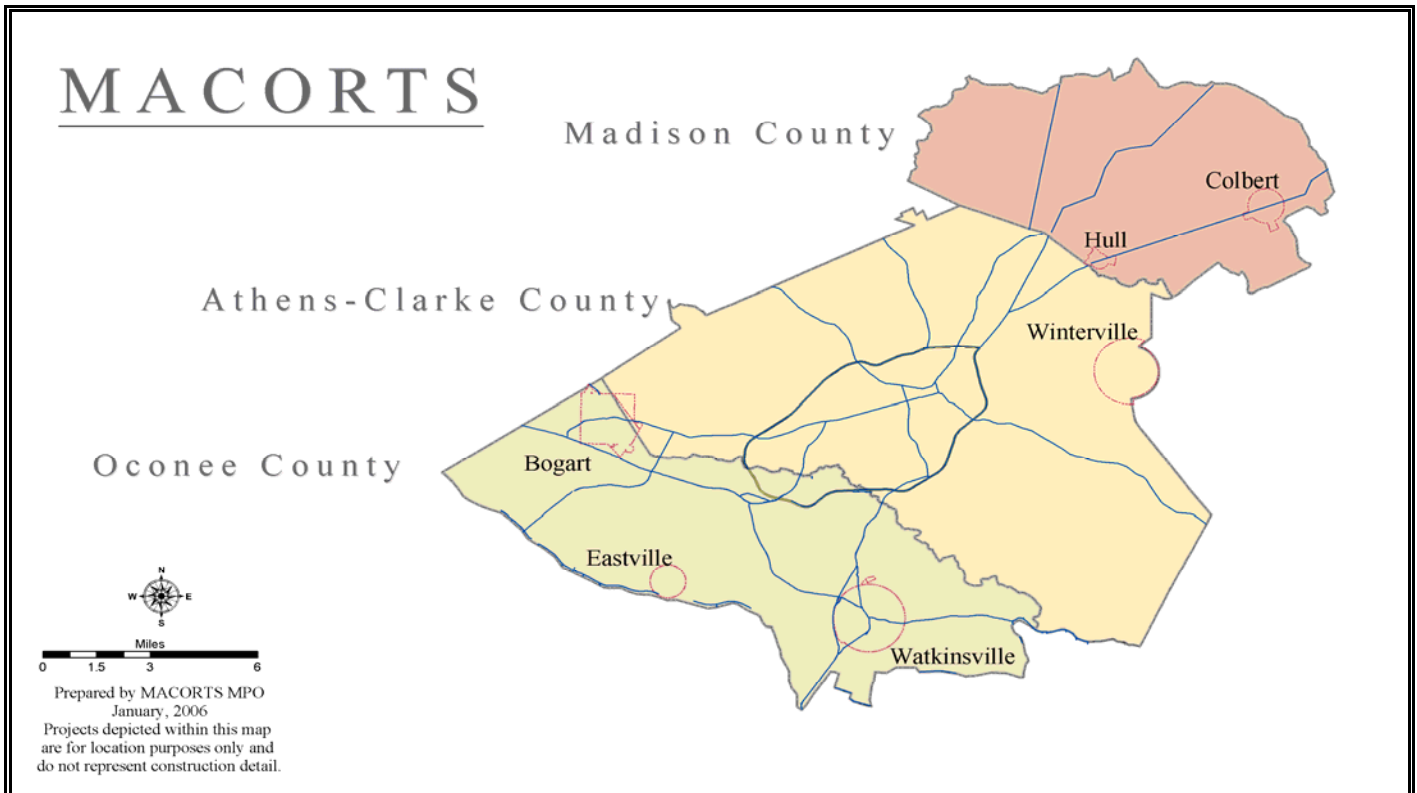 MACORTS
Madison County
Colbert
Hull
Athens-Clarke County
Winterville
Oconee County
Bogart
Eastville
Watkinsville
N
W E
S
Miles
0 1.5 3 6
Prepared by MACORTS MPO
January, 2006
Projects depicted within this map
are for location purposes only and
do not represent construction detail.